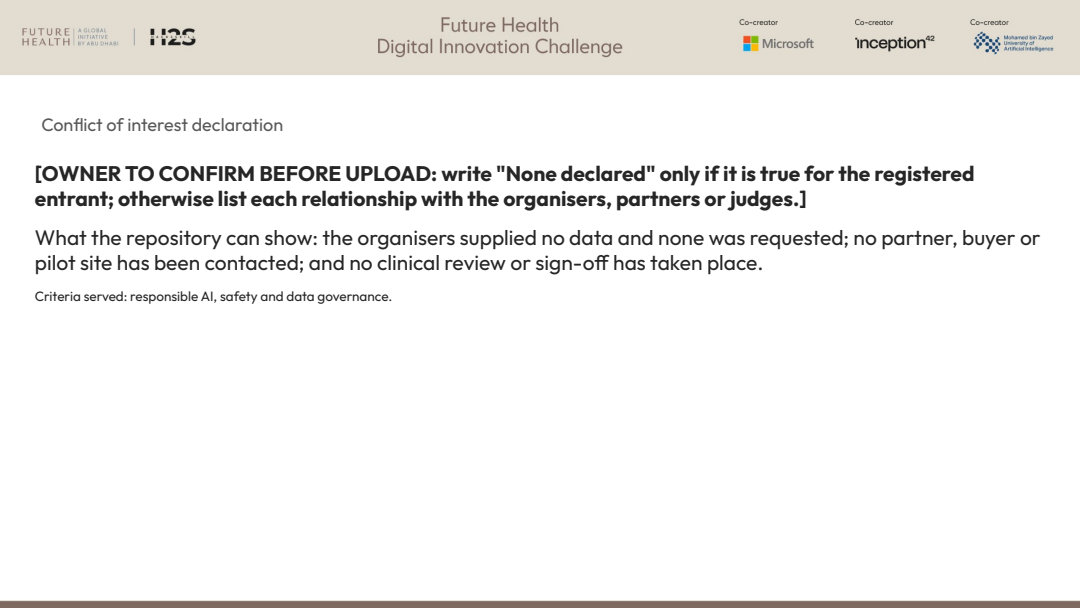 FUTURE HEALTH
A GLOBAL INITIATIVE BY ABU DHABI
H2S
Future Health
Digital Innovation Challenge
Co-creator
Microsoft
Co-creator
inception42
Co-creator
Mohamed bin Zayed
University of
Artificial Intelligence
Conflict of interest declaration
[OWNER TO CONFIRM BEFORE UPLOAD: write "None declared" only if it is true for the registered
entrant; otherwise list each relationship with the organisers, partners or judges.]
What the repository can show: the organisers supplied no data and none was requested; no partner, buyer or
pilot site has been contacted; and no clinical review or sign-off has taken place.
Criteria served: responsible AI, safety and data governance.